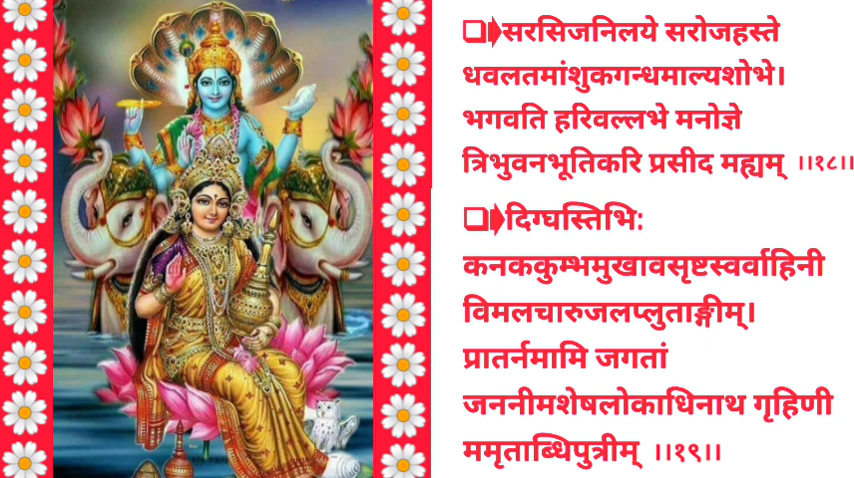 ❑➧सरसिजनिलये सरोजहस्ते
धवलतमांशुकगन्धमाल्यशोभे।
भगवति हरिवल्लभे मनोज्ञे
त्रिभुवनभूतिकरि प्रसीद मह्यम् ।।१८।।
❑➧दिग्घस्तिभि:
कनककुम्भमुखावसृष्टस्वर्वाहिनी
विमलचारुजलप्लुताङ्गीम्।
प्रातर्नमामि जगतां
जननीमशेषलोकाधिनाथ गृहिणी
ममृताब्धिपुत्रीम् ।।१९।।